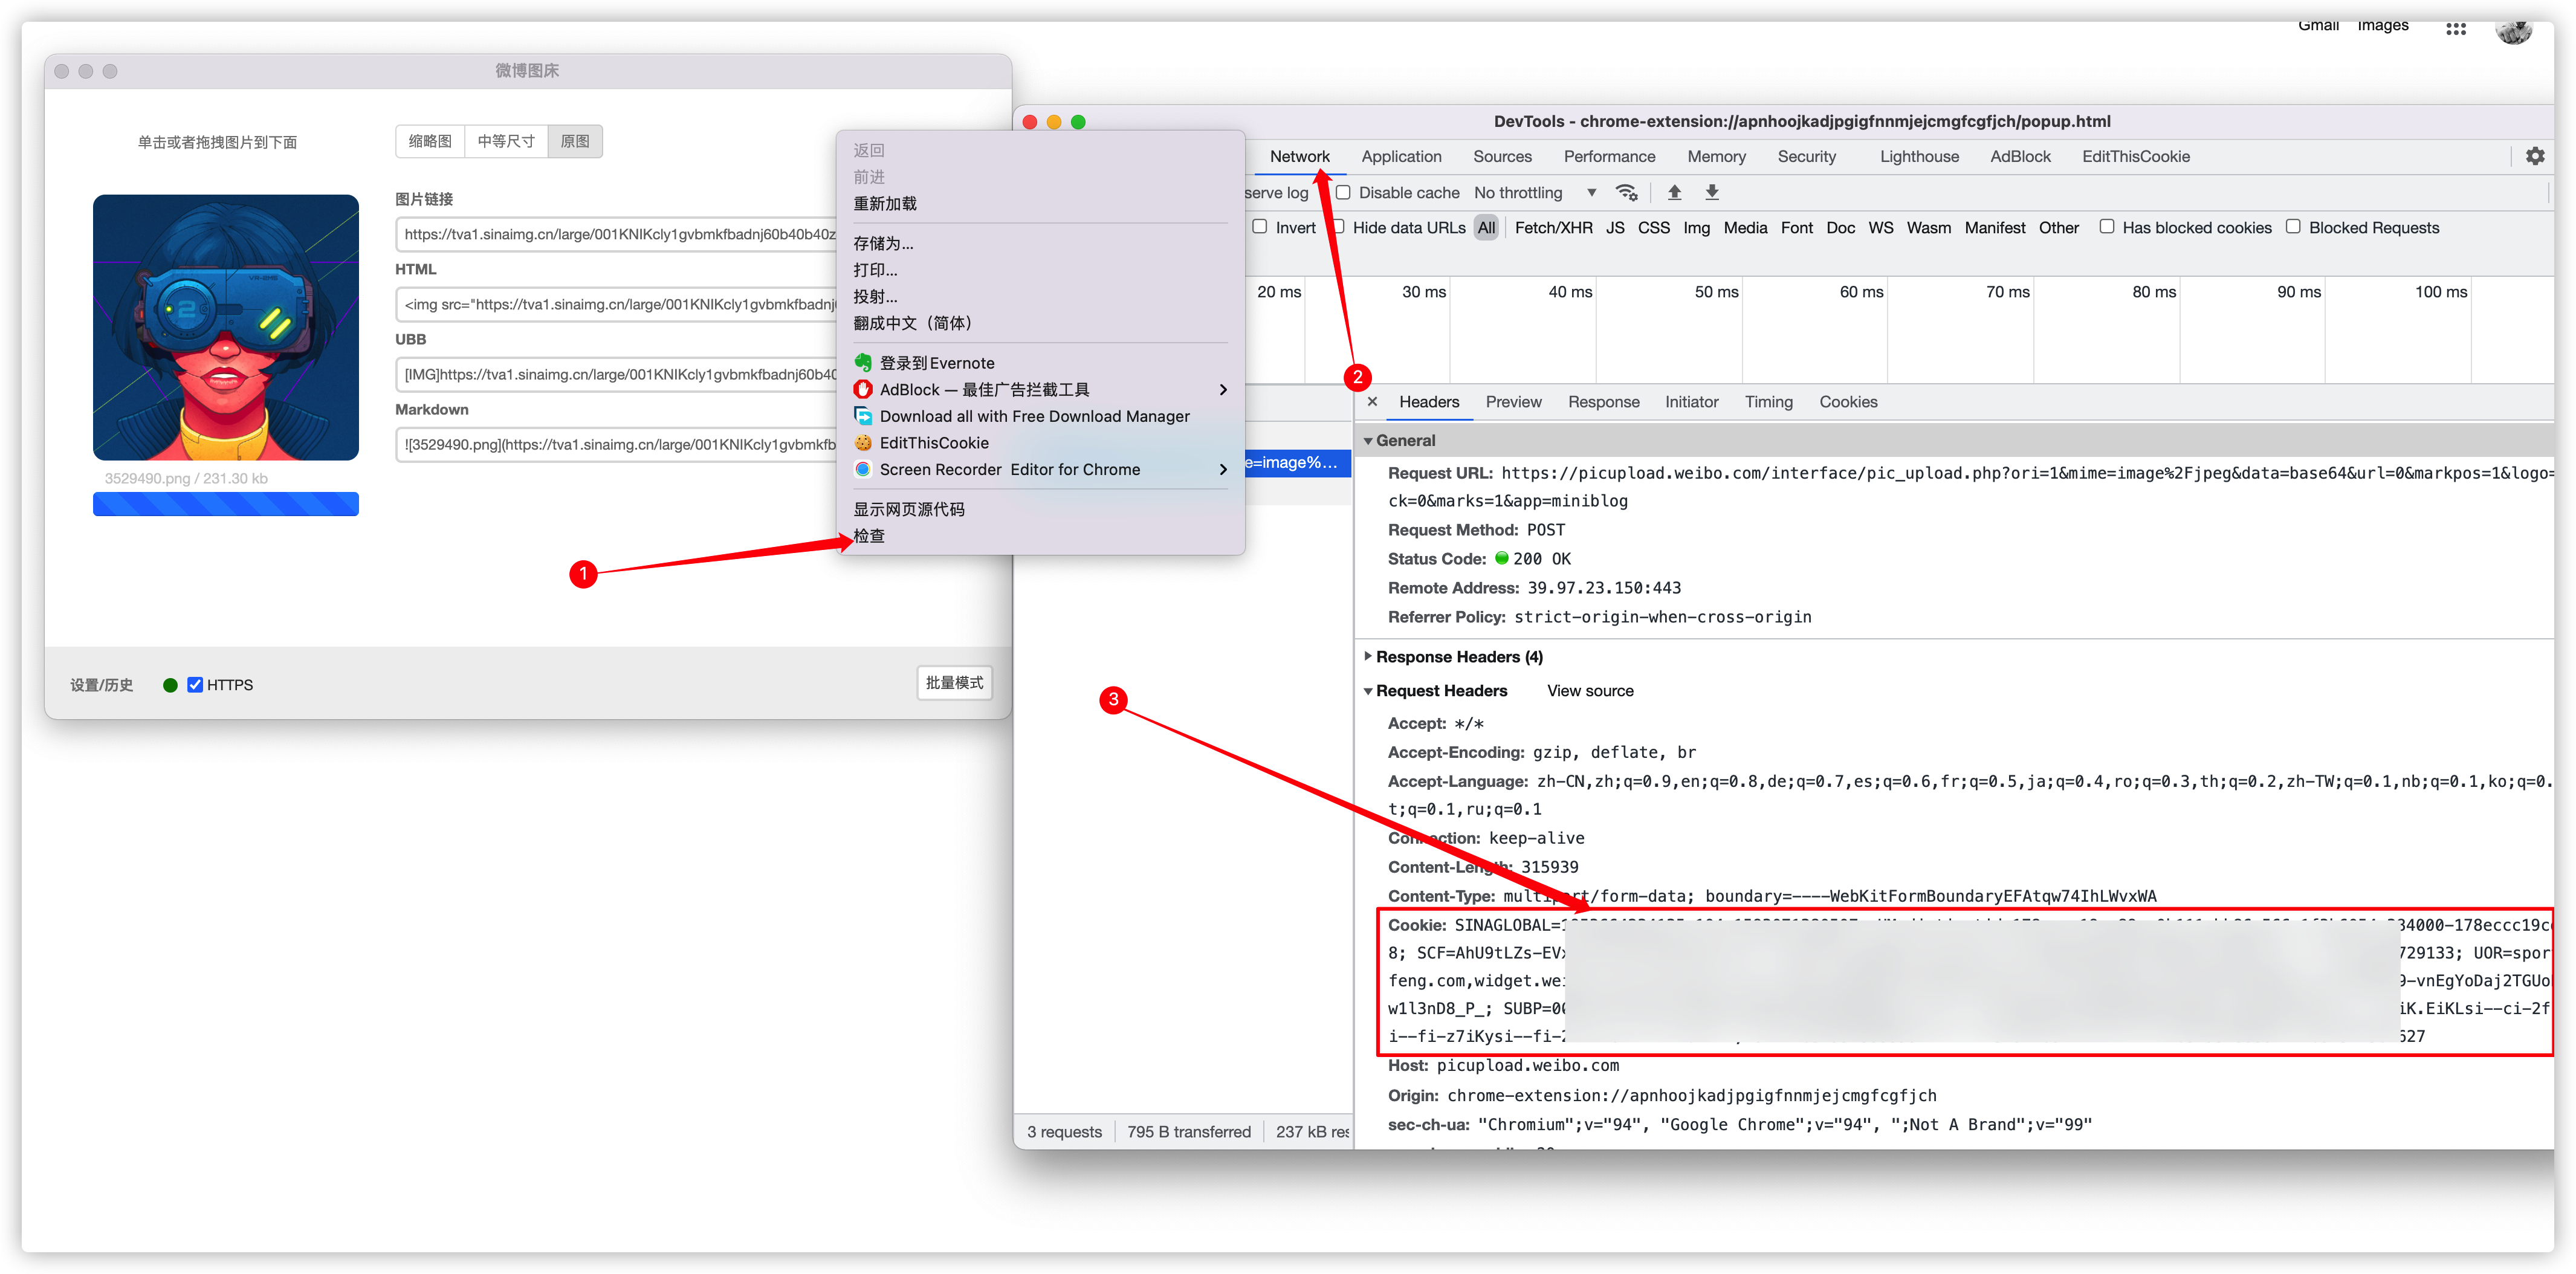 Gmail Images
微博图床
单击或者拖拽图片到下面
缩略图 中等尺寸 原图
图片链接
https://tva1.sinaimg.cn/large/001KNIKcly1gvbmkfbadnj60b40b40z
HTML
<img src="https://tva1.sinaimg.cn/large/001KNIKcly1gvbmkfbadnj
UBB
[IMG]https://tva1.sinaimg.cn/large/001KNIKcly1gvbmkfbadnj60b40
Markdown
![3529490.png](https://tva1.sinaimg.cn/large/001KNIKcly1gvbmkfb
2
3529490.png / 231.30 kb
设置/历史 HTTPS 批量模式
返回
前进
重新加载
存储为...
打印...
投射...
翻成中文（简体）
登录到Evernote
AdBlock — 最佳广告拦截工具
Download all with Free Download Manager
EditThisCookie
Screen Recorder Editor for Chrome
显示网页源代码
检查
1
2
3
DevTools - chrome-extension://apnhoojkadjpgigfnnmjejcmgfcgfjch/popup.html
Network Application Sources Performance Memory Security Lighthouse AdBlock EditThisCookie
serve log Disable cache No throttling
Invert Hide data URLs All Fetch/XHR JS CSS Img Media Font Doc WS Wasm Manifest Other Has blocked cookies Blocked Requests
20 ms 30 ms 40 ms 50 ms 60 ms 70 ms 80 ms 90 ms 100 ms
e=image%...
× Headers Preview Response Initiator Timing Cookies
General
Request URL: https://picupload.weibo.com/interface/pic_upload.php?ori=1&mime=image%2Fjpeg&data=base64&url=0&markpos=1&logo=
ck=0&marks=1&app=miniblog
Request Method: POST
Status Code: 200 OK
Remote Address: 39.97.23.150:443
Referrer Policy: strict-origin-when-cross-origin
Response Headers (4)
Request Headers View source
Accept: */*
Accept-Encoding: gzip, deflate, br
Accept-Language: zh-CN,zh;q=0.9,en;q=0.8,de;q=0.7,es;q=0.6,fr;q=0.5,ja;q=0.4,ro;q=0.3,th;q=0.2,zh-TW;q=0.1,nb;q=0.1,ko;q=0.
t;q=0.1,ru;q=0.1
Connection: keep-alive
Content-Length: 315939
Content-Type: multipart/form-data; boundary=----WebKitFormBoundaryEFAtqw74IhLWvxWA
Cookie: SINAGLOBAL= 84000-178eccc19c
8; SCF=AhU9tLZs-EV 729133; UOR=spor
feng.com,widget.wei 9-vnEgYoDaj2TGUo
w1l3nD8_P_; SUBP=00 iK.EiKLsi--ci-2f
i--fi-z7iKysi--fi- 627
Host: picupload.weibo.com
Origin: chrome-extension://apnhoojkadjpgigfnnmjejcmgfcgfjch
sec-ch-ua: "Chromium";v="94", "Google Chrome";v="94", ";Not A Brand";v="99"
3 requests 795 B transferred 237 kB res